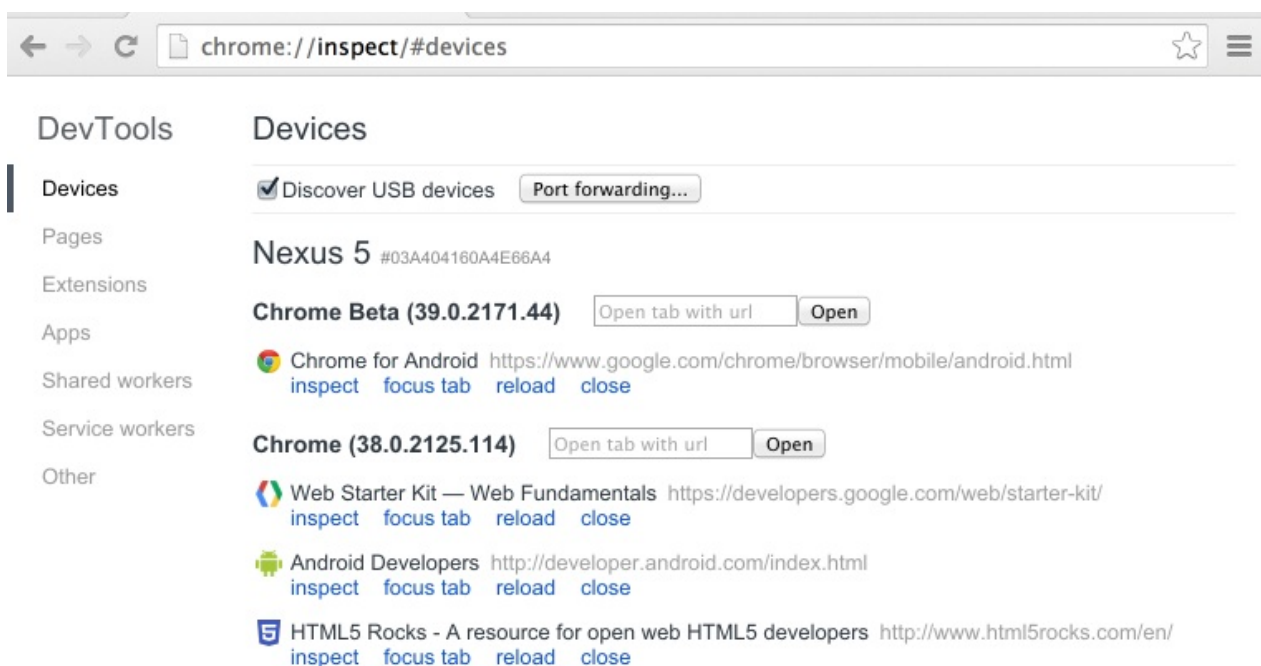 chrome://inspect/#devices
DevTools
Devices
Devices
Discover USB devices Port forwarding...
Pages
Nexus 5 #03A404160A4E66A4
Extensions
Chrome Beta (39.0.2171.44) Open tab with url Open
Apps
Chrome for Android https://www.google.com/chrome/browser/mobile/android.html
Shared workers
inspect focus tab reload close
Service workers
Chrome (38.0.2125.114) Open tab with url Open
Other
Web Starter Kit — Web Fundamentals https://developers.google.com/web/starter-kit/
inspect focus tab reload close
Android Developers http://developer.android.com/index.html
inspect focus tab reload close
HTML5 Rocks - A resource for open web HTML5 developers http://www.html5rocks.com/en/
inspect focus tab reload close